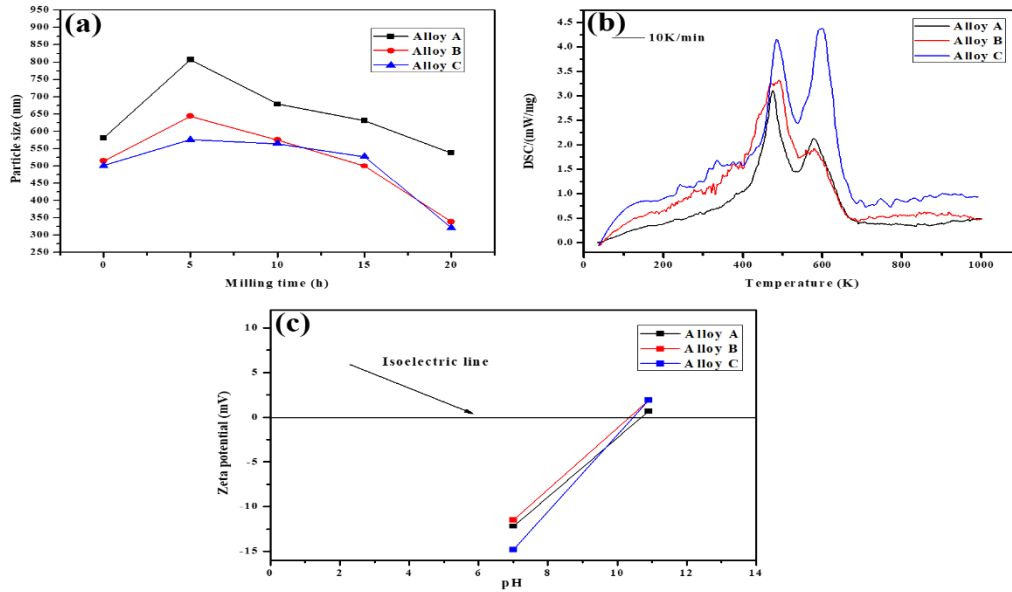 (a)
Alloy A
Alloy B
Alloy C
Particle size (nm)
950
900
850
800
750
700
650
600
550
500
450
400
350
300
250
0 5 10 15 20
Milling time (h)
(b)
10K/min
Alloy A
Alloy B
Alloy C
DSC/(mW/mg)
4.5
4.0
3.5
3.0
2.5
2.0
1.5
1.0
0.5
0.0
0 200 400 600 800 1000
Temperature (K)
(c)
Alloy A
Alloy B
Alloy C
Isoelectric line
Zeta potential (mV)
10
5
0
-5
-10
-15
0 2 4 6 8 10 12 14
pH